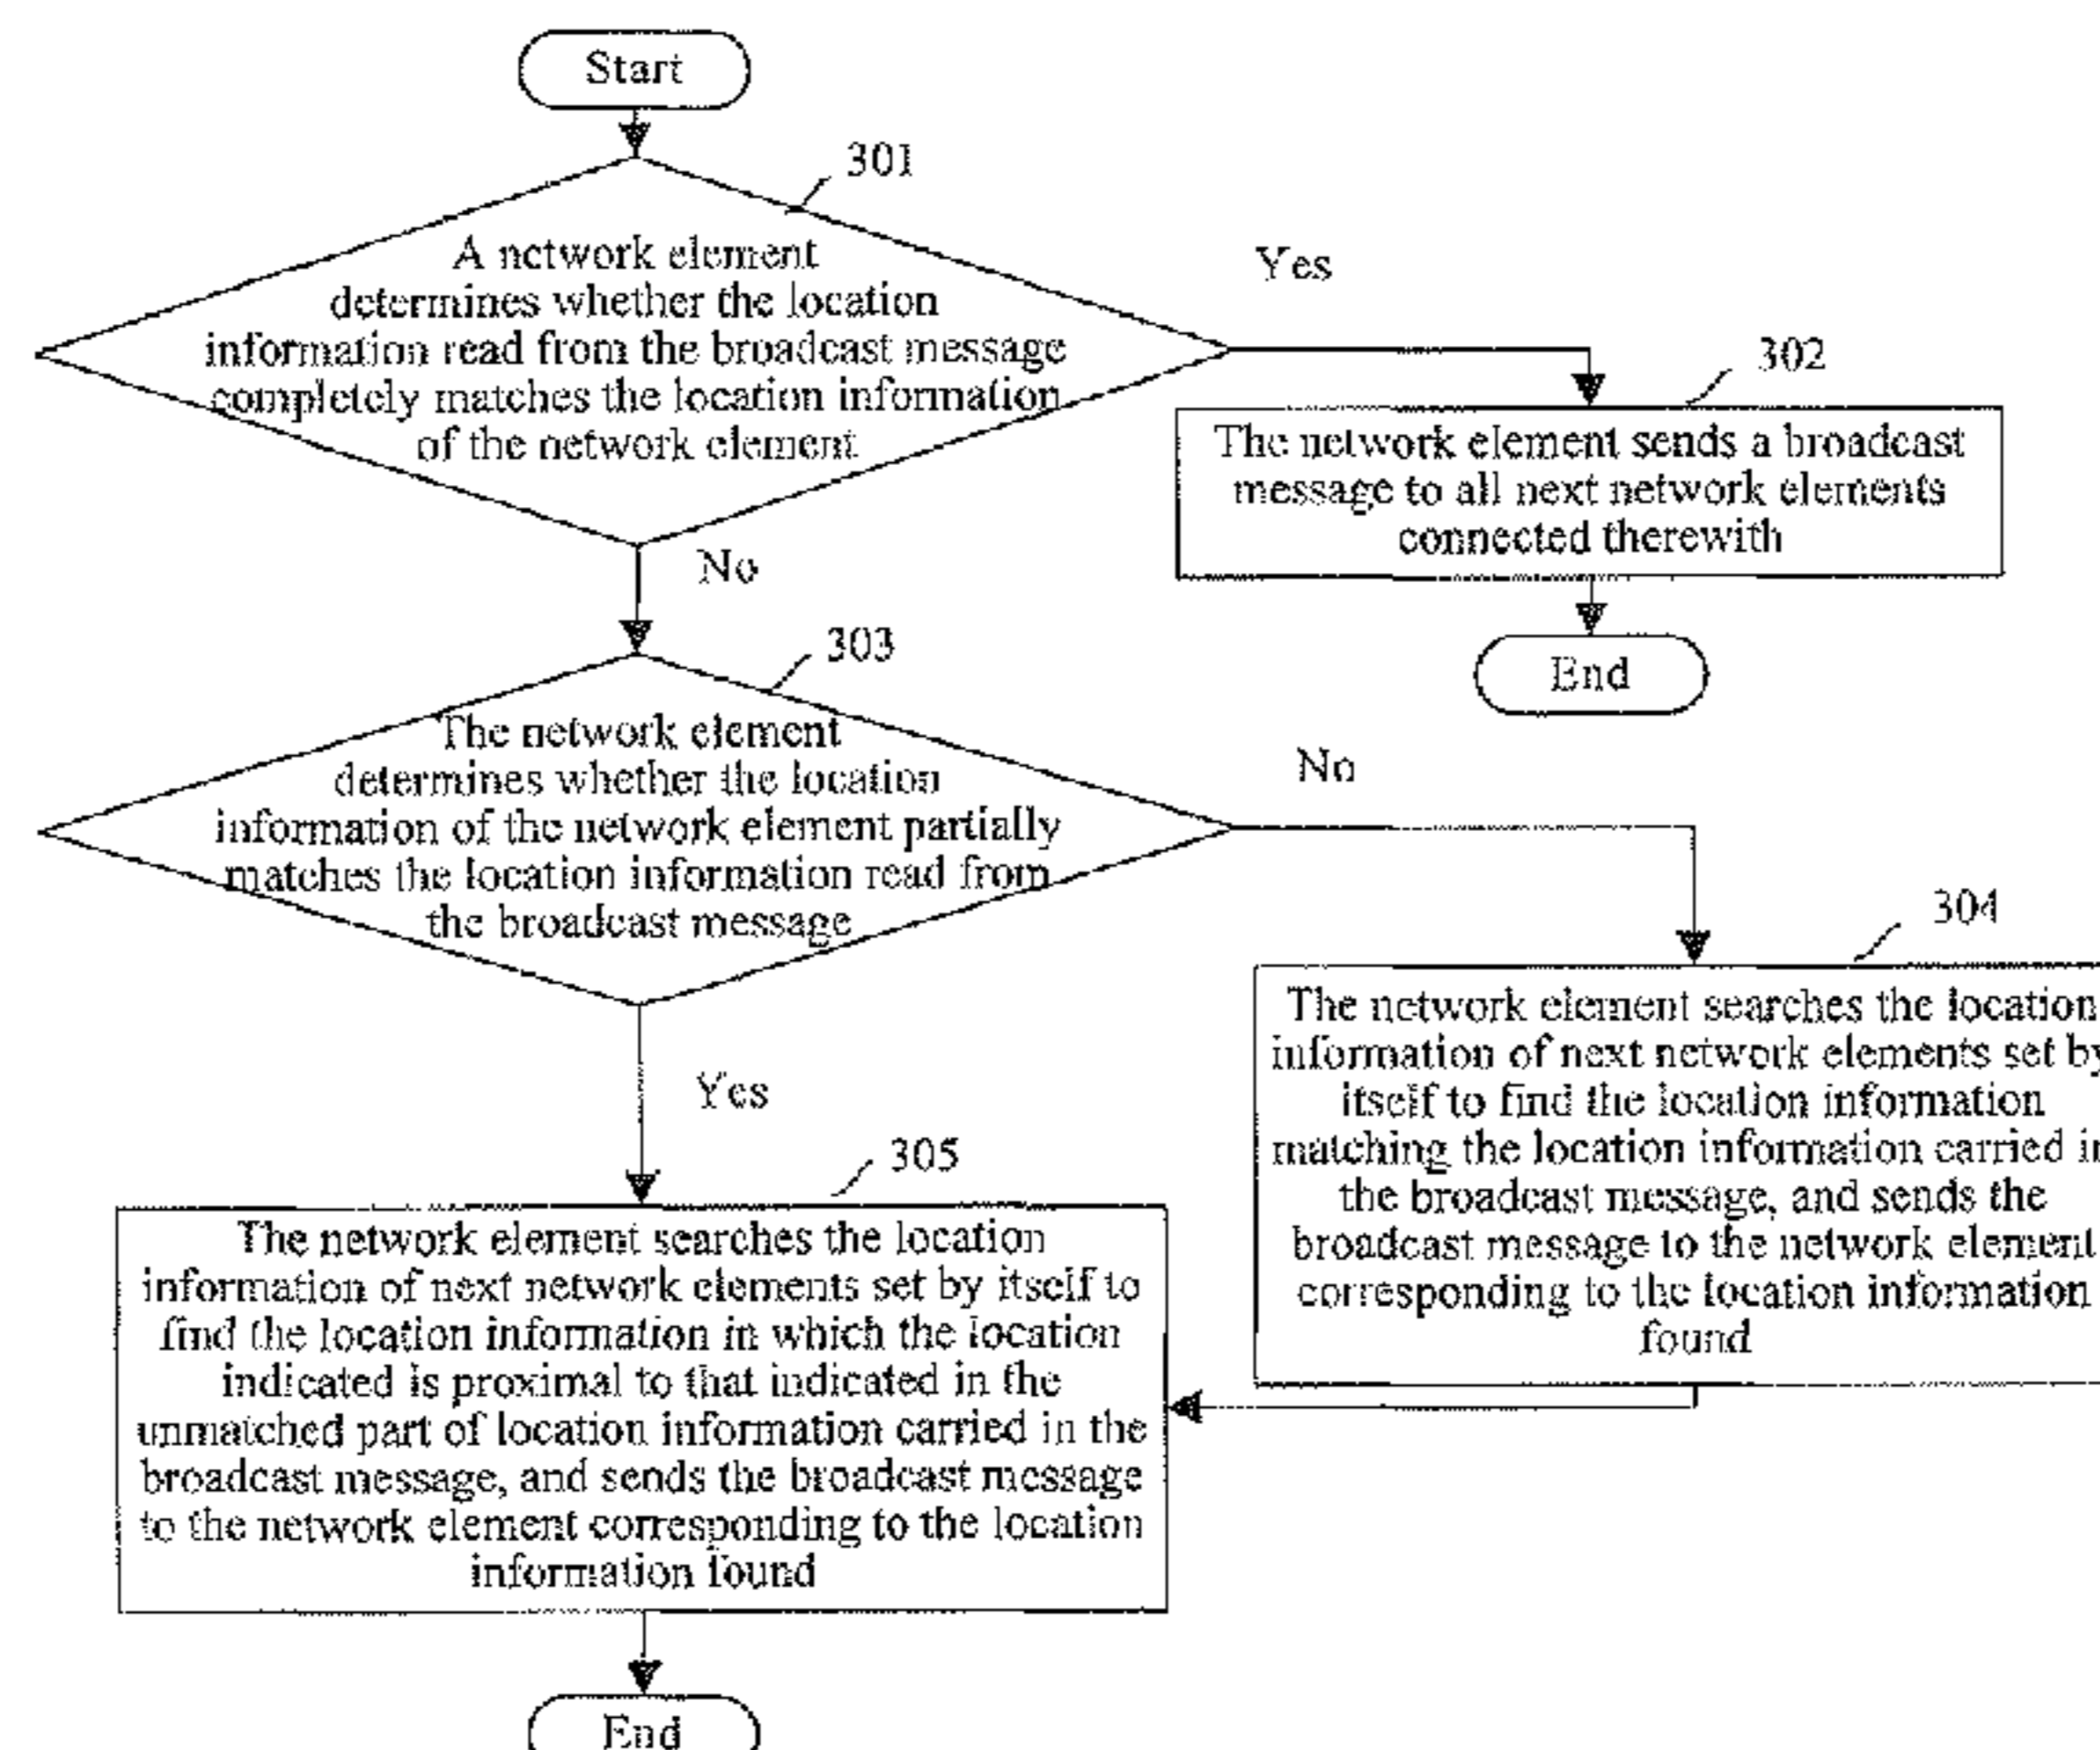 Start
301
A network element
determines whether the location
information read from the broadcast message
completely matches the location information
of the network element
Yes
302
The network element sends a broadcast
message to all next network elements
connected therewith
End
No
303
The network element
determines whether the location
information of the network element partially
matches the location information read from
the broadcast message
No
304
The network element searches the location
information of next network elements set by
itself to find the location information
matching the location information carried in
the broadcast message, and sends the
broadcast message to the network element
corresponding to the location information
found
Yes
305
The network element searches the location
information of next network elements set by itself to
find the location information in which the location
indicated is proximal to that indicated in the
unmatched part of location information carried in the
broadcast message, and sends the broadcast message
to the network element corresponding to the location
information found
End